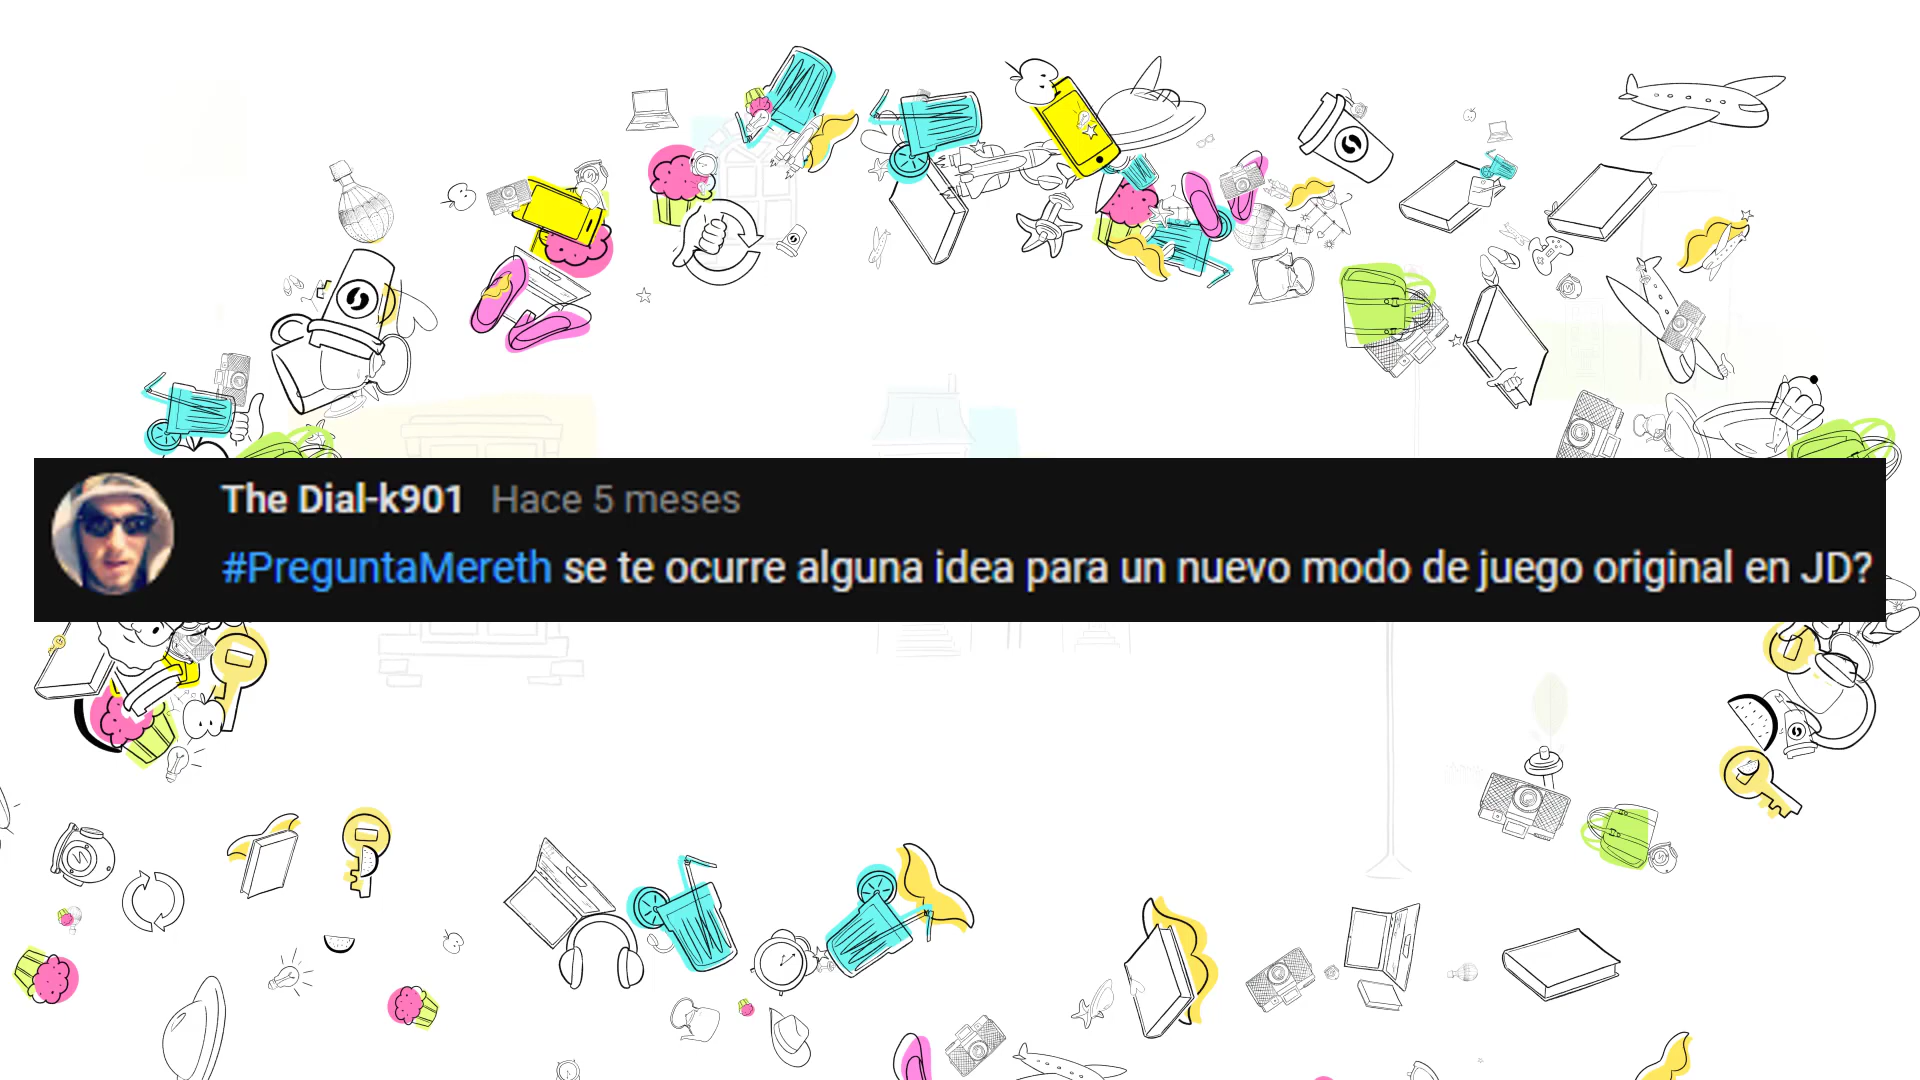 The Dial-k901 Hace 5 meses
#PreguntaMereth se te ocurre alguna idea para un nuevo modo de juego original en JD?